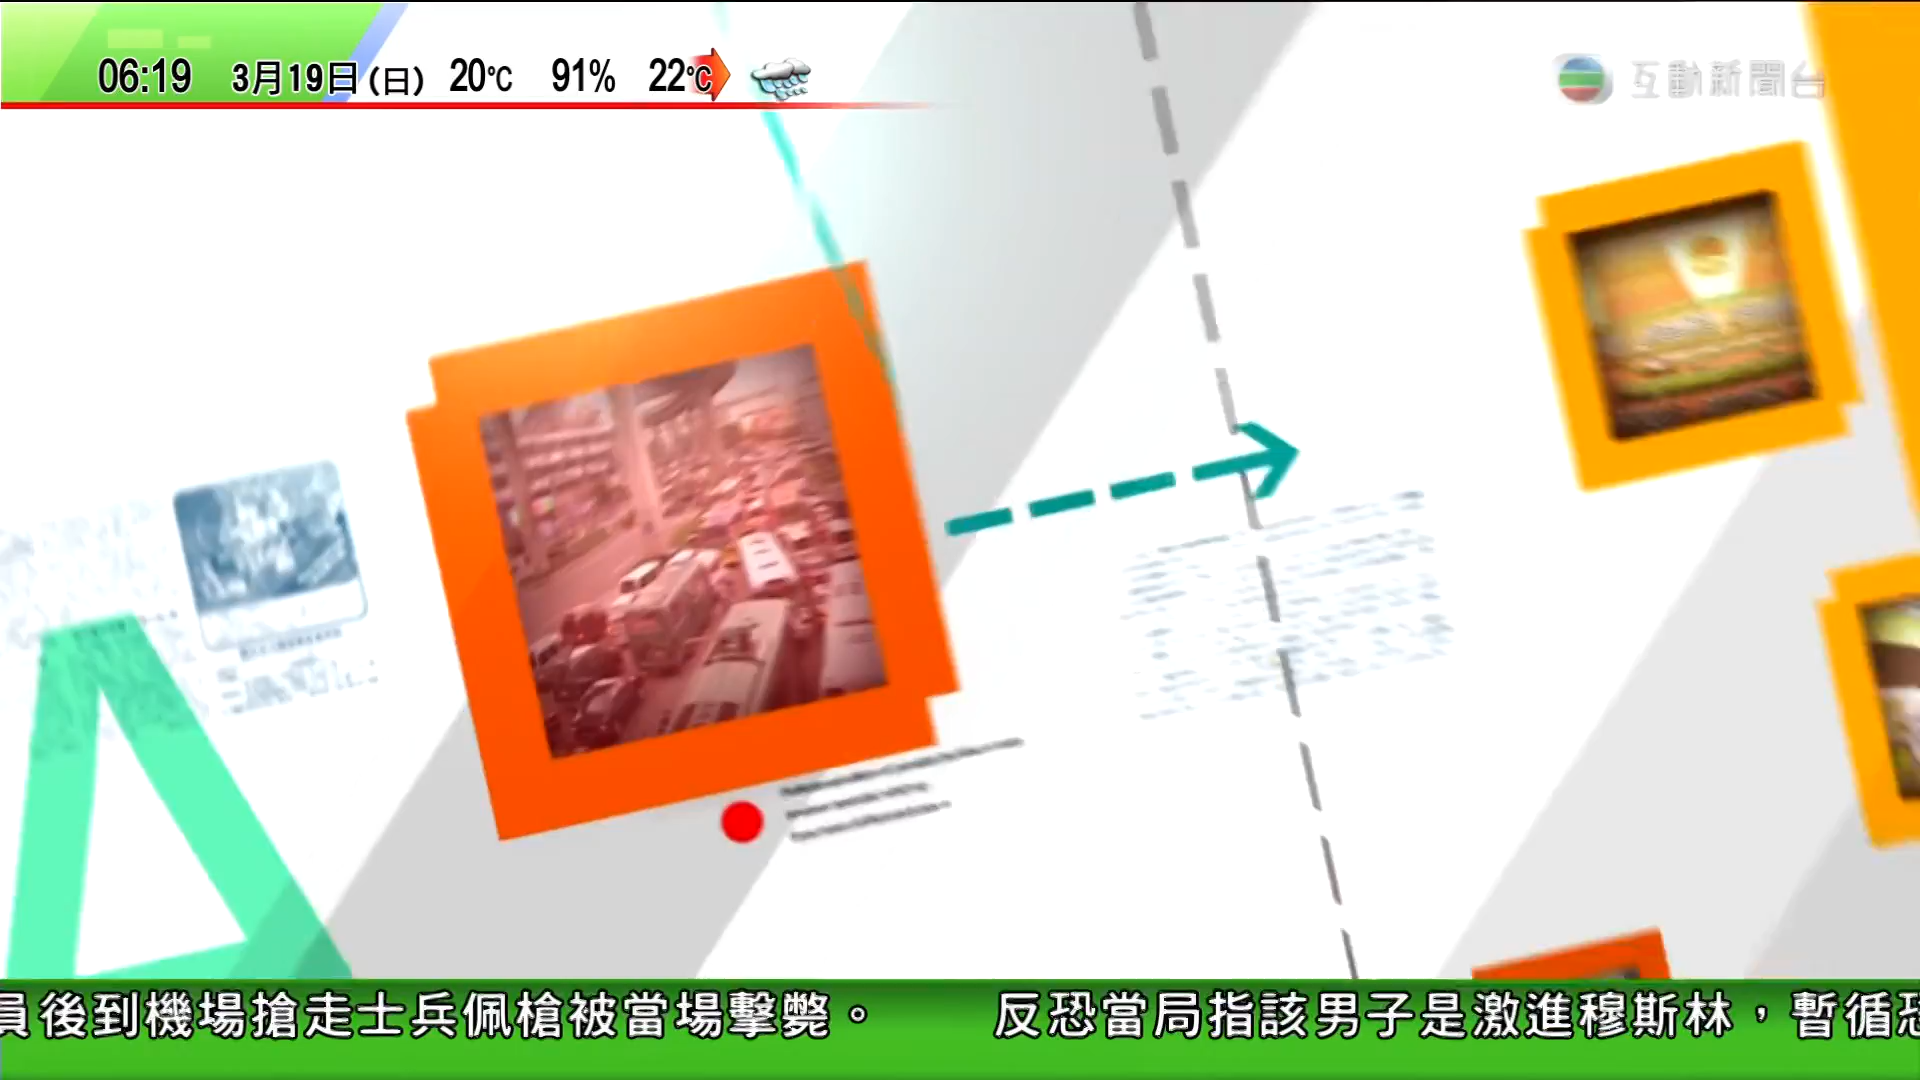 06:19 3月19日(日) 20°C 91% 22°C
互動新聞台
員後到機場搶走士兵佩槍被當場擊斃。 反恐當局指該男子是激進穆斯林，暫循恐